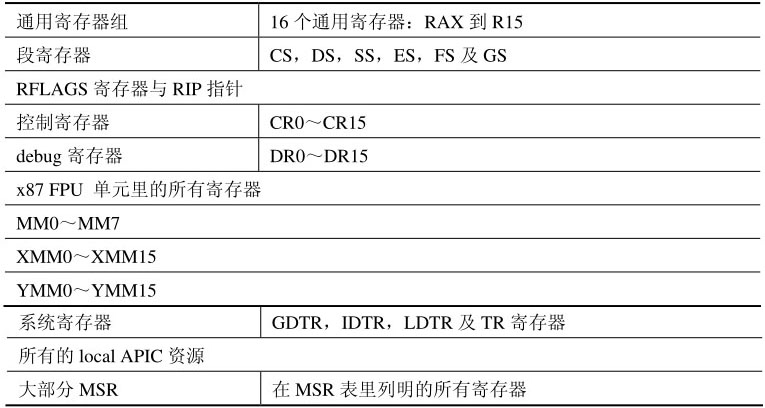 通用寄存器组 16 个通用寄存器：RAX 到 R15
段寄存器 CS，DS，SS，ES，FS 及 GS
RFLAGS 寄存器与 RIP 指针
控制寄存器 CR0～CR15
debug 寄存器 DR0～DR15
x87 FPU 单元里的所有寄存器
MM0～MM7
XMM0～XMM15
YMM0～YMM15
系统寄存器 GDTR，IDTR，LDTR 及 TR 寄存器
所有的 local APIC 资源
大部分 MSR 在 MSR 表里列明的所有寄存器